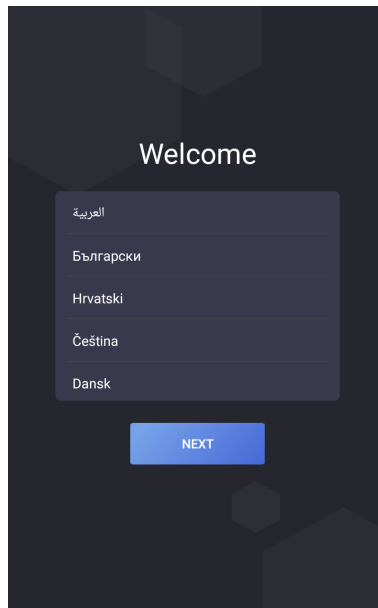 Welcome
العربية
Български
Hrvatski
Čeština
Dansk
NEXT